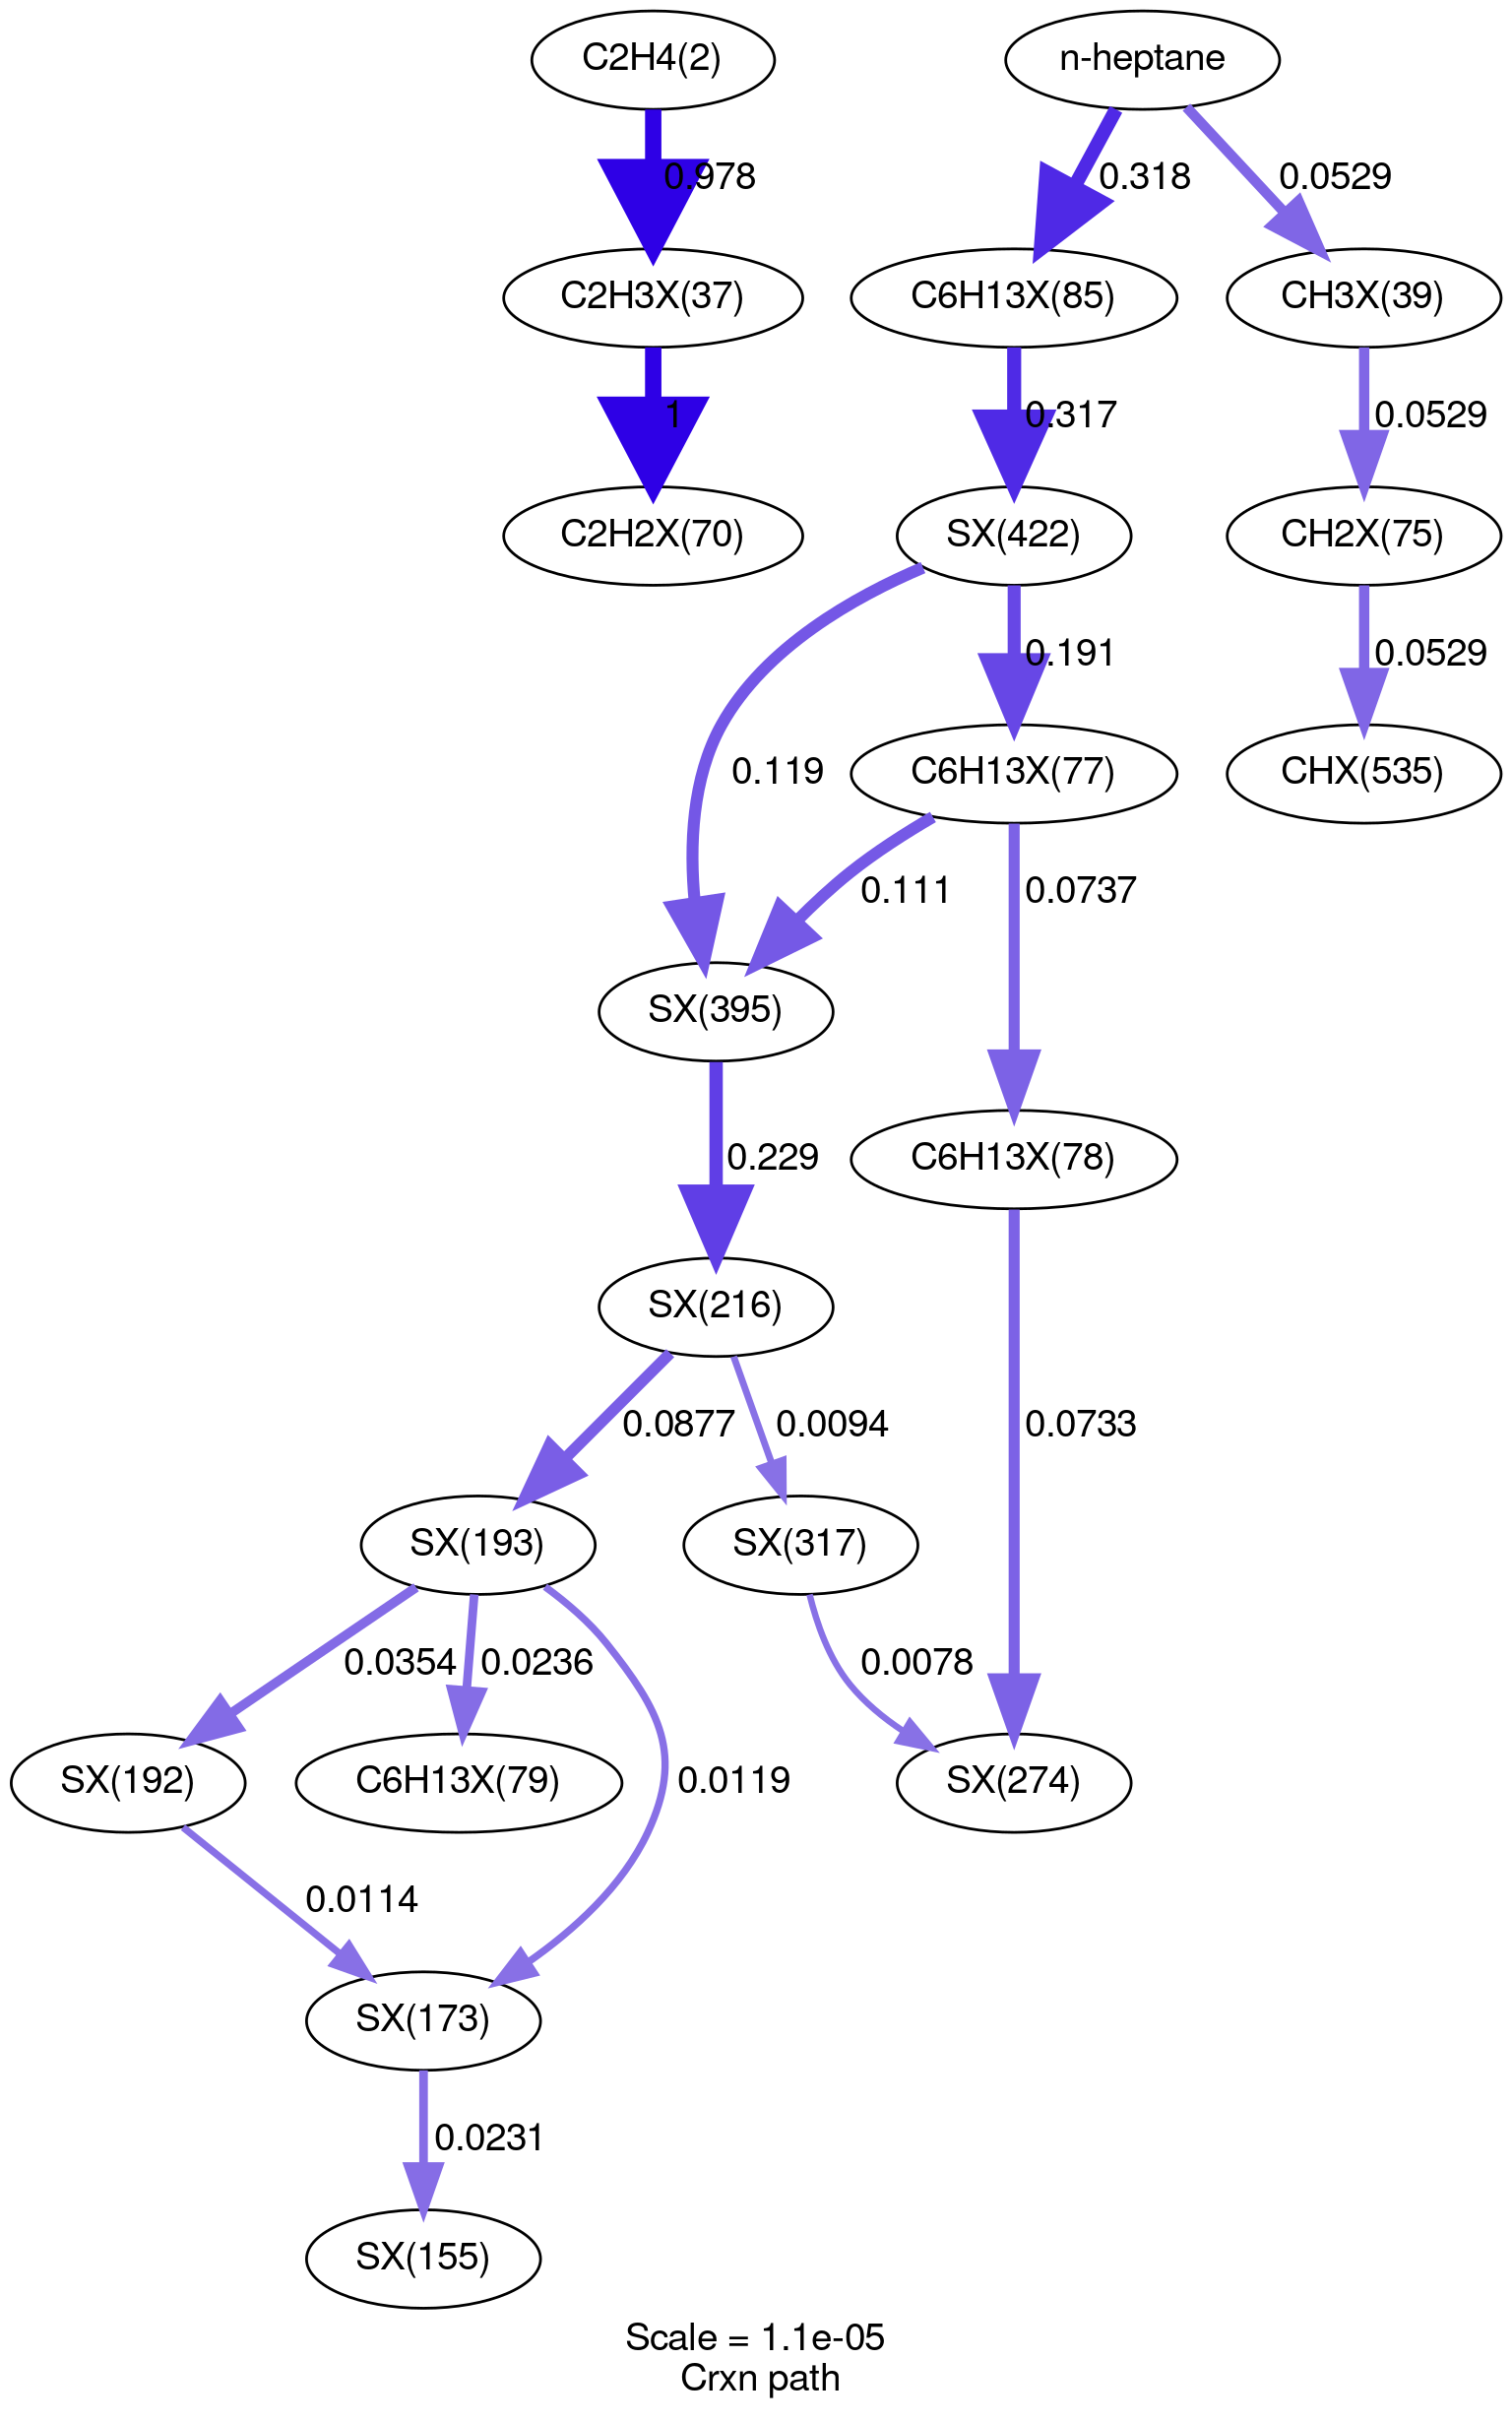 C2H4(2)
n-heptane
0.978
0.318
0.0529
C2H3X(37)
C6H13X(85)
CH3X(39)
1
0.317
0.0529
C2H2X(70)
SX(422)
CH2X(75)
0.191
0.0529
0.119
C6H13X(77)
CHX(535)
0.111
0.0737
SX(395)
0.229
C6H13X(78)
SX(216)
0.0877
0.0094
0.0733
SX(193)
SX(317)
0.0354
0.0236
0.0078
SX(192)
C6H13X(79)
0.0119
SX(274)
0.0114
SX(173)
0.0231
SX(155)
Scale = 1.1e-05
Crxn path